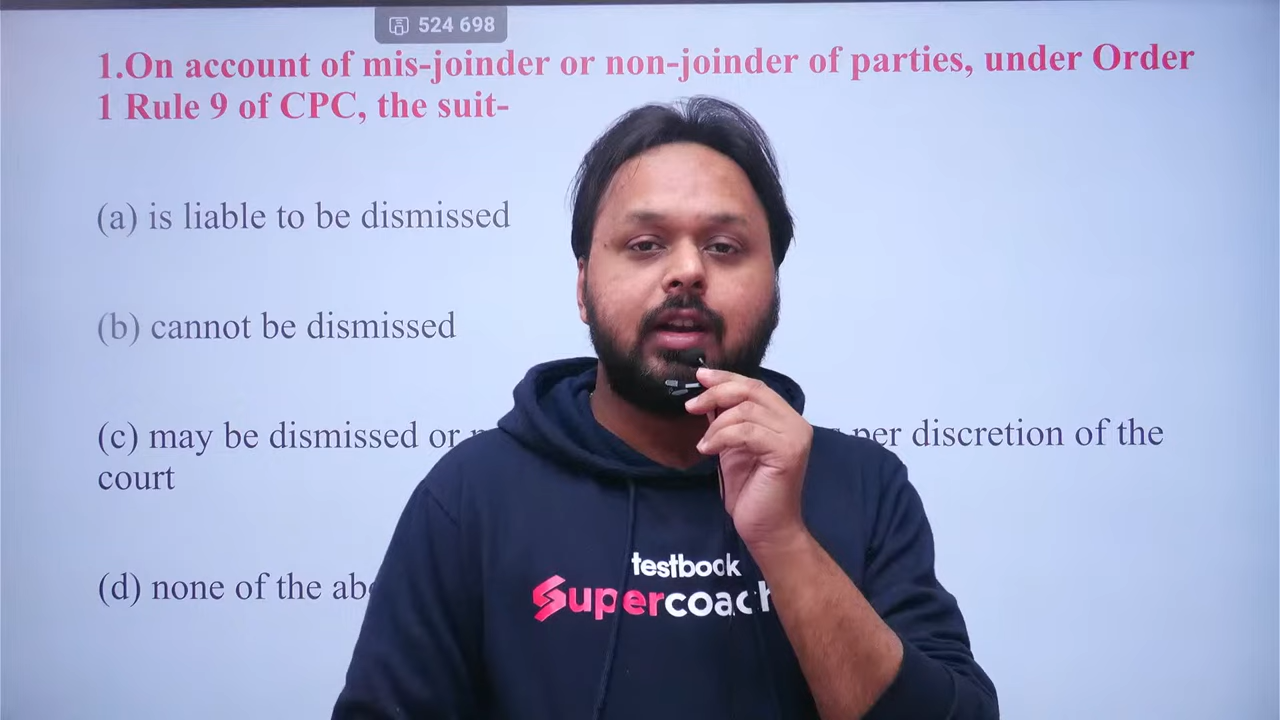 524 698
1.On account of mis-joinder or non-joinder of parties, under Order
1 Rule 9 of CPC, the suit-
(a) is liable to be dismissed
(b) cannot be dismissed
(c) may be dismissed or per discretion of the
court
(d) none of the
testbook
Supercoach